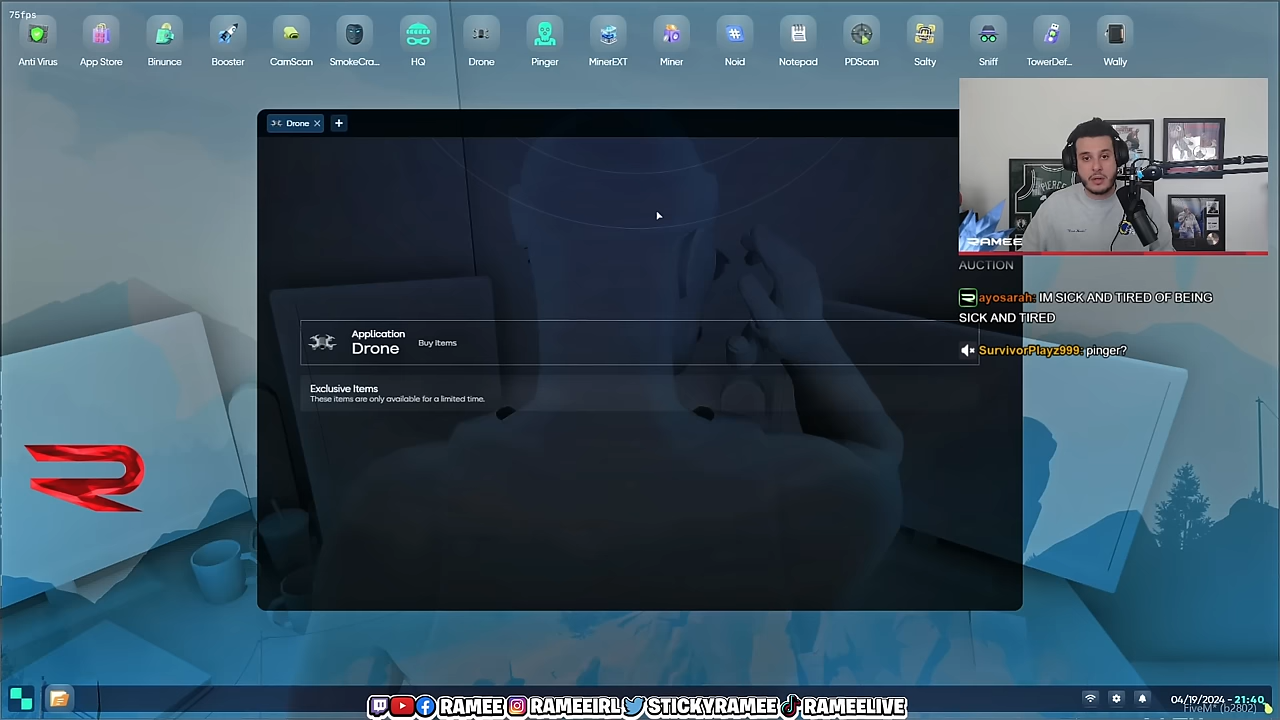 75fps
Anti Virus
App Store
Binunce
Booster
CamScan
SmokeCra...
HQ
Drone
Pinger
MinerEXT
Miner
Noid
Notepad
PDScan
Salty
Sniff
TowerDef...
Wally
Drone
RAMEE
AUCTION
ayosarah: IM SICK AND TIRED OF BEING
SICK AND TIRED
SurvivorPlayz999: pinger?
Application
Drone
Buy Items
Exclusive Items
These items are only available for a limited time.
RAMEE
RAMEEIRL
STICKYRAMEE
RAMEELIVE
04/19/2024 - 21:40
FiveM® (b2802)